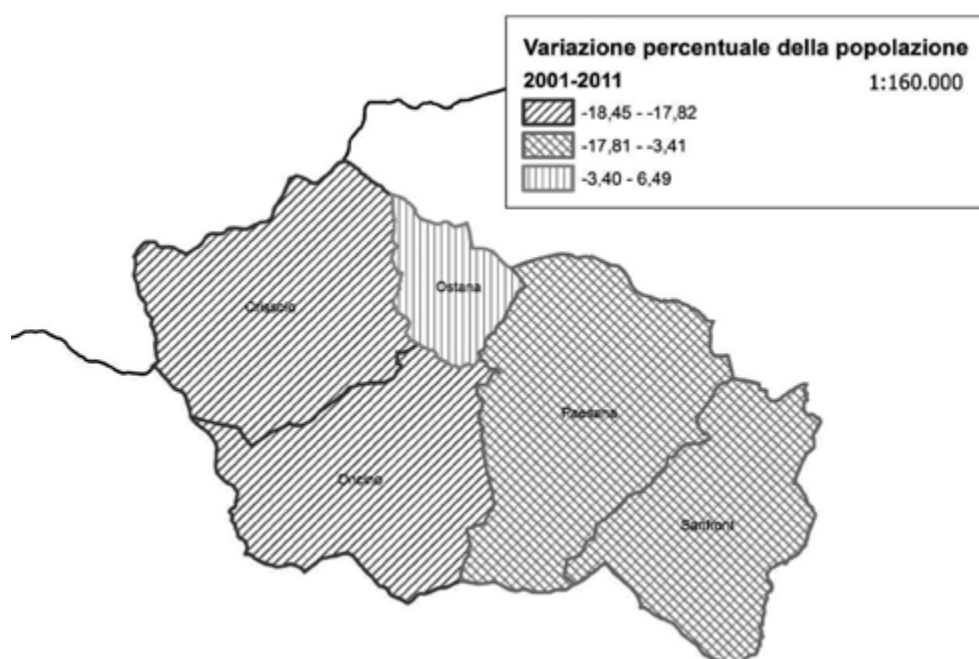 Variazione percentuale della popolazione
2001-2011 1:160.000
-18,45 - -17,82
-17,81 - -3,41
-3,40 - 6,49
Ostana
Crissolo
Paesana
Oncino
Sanfront